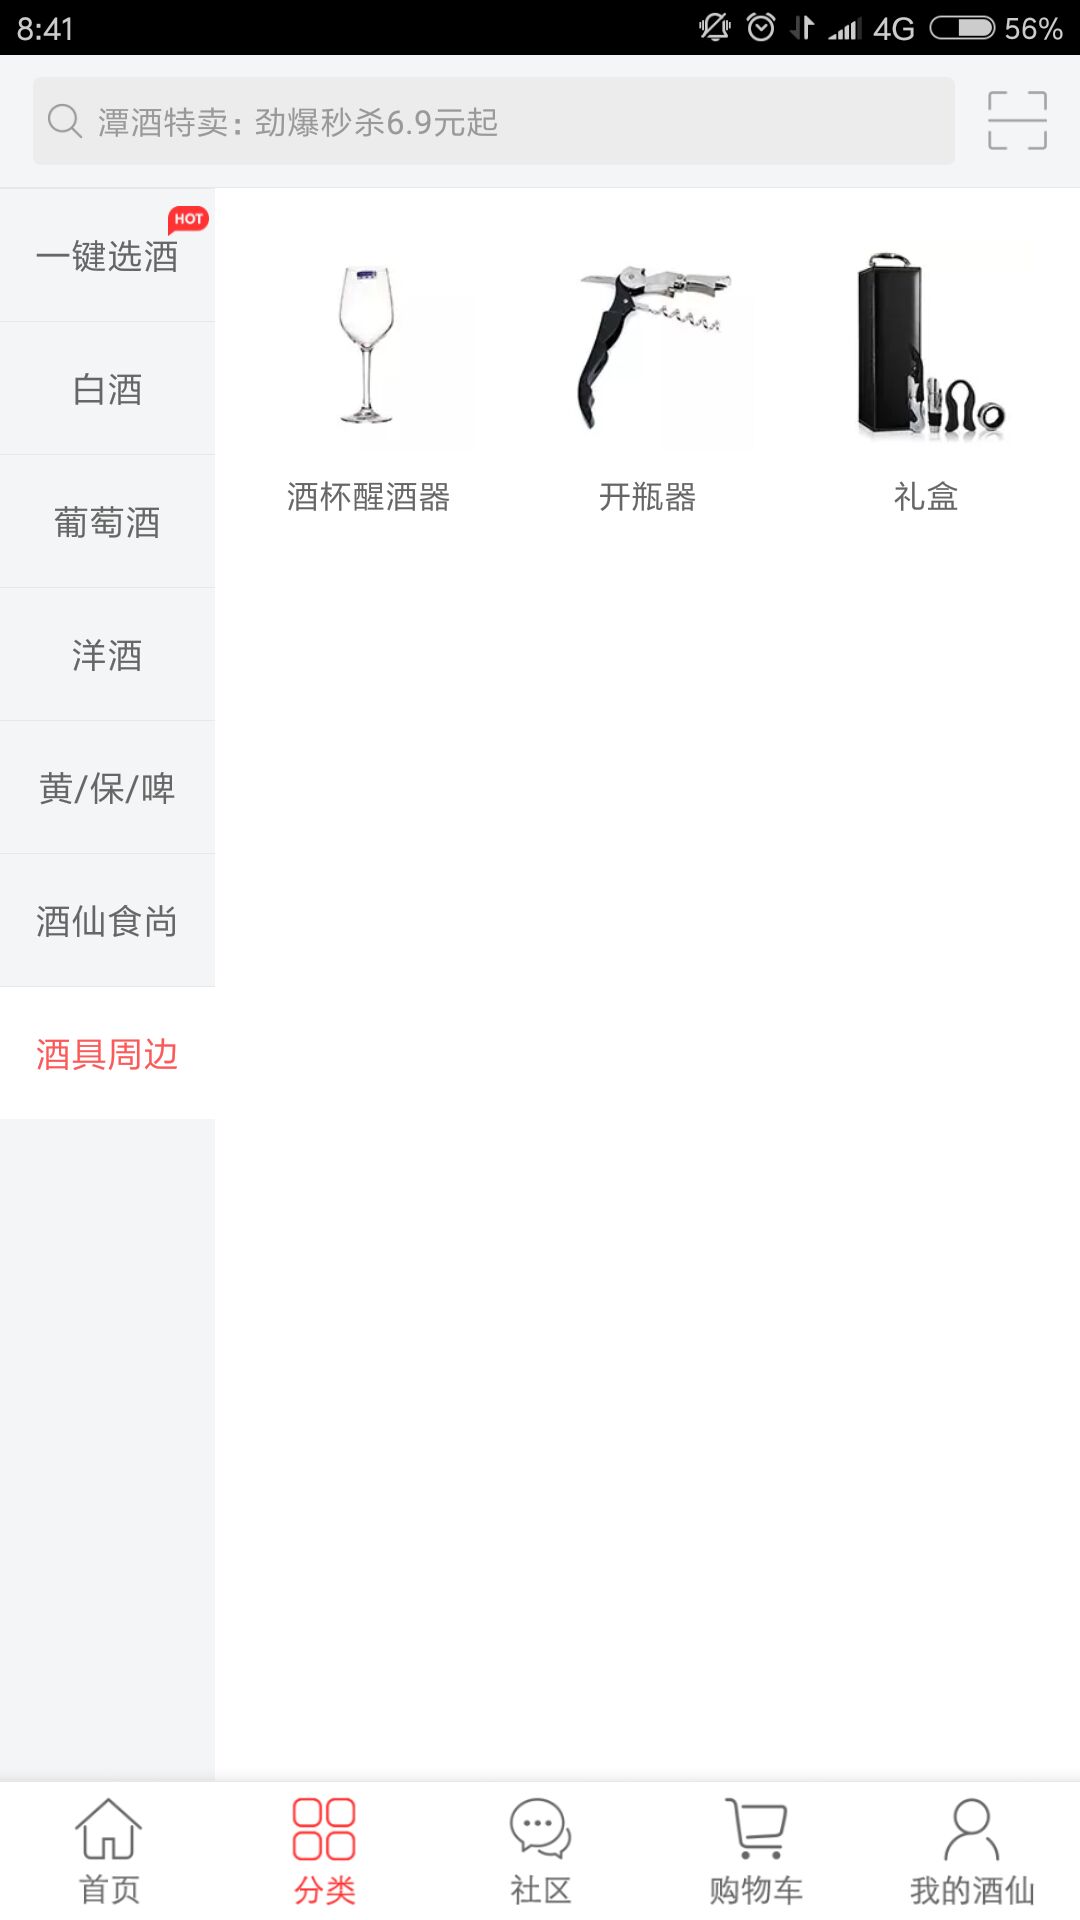 8:41
4G
56%
潭酒特卖：劲爆秒杀6.9元起
HOT
一键选酒
白酒
葡萄酒
洋酒
黄/保/啤
酒仙食尚
酒具周边
酒杯醒酒器
开瓶器
礼盒
首页
分类
社区
购物车
我的酒仙